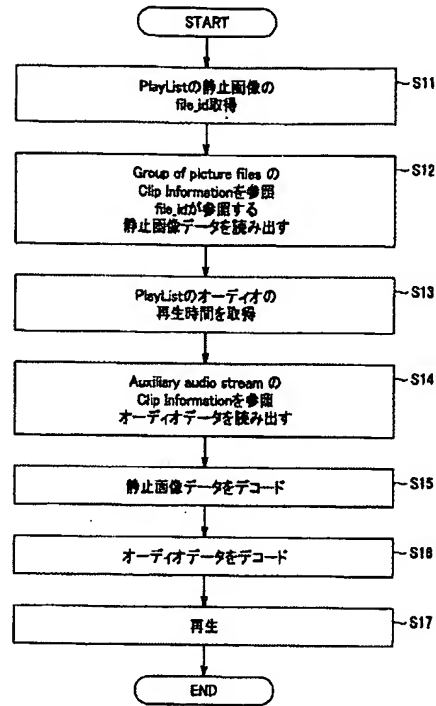 START
PlayListの静止画像の
file_id取得
S11
Group of picture files の
Clip Informationを参照
file_idが参照する
静止画像データを読み出す
S12
PlayListのオーディオの
再生時間を取得
S13
Auxiliary audio stream の
Clip Informationを参照
オーディオデータを読み出す
S14
静止画像データをデコード
S15
オーディオデータをデコード
S16
再生
S17
END